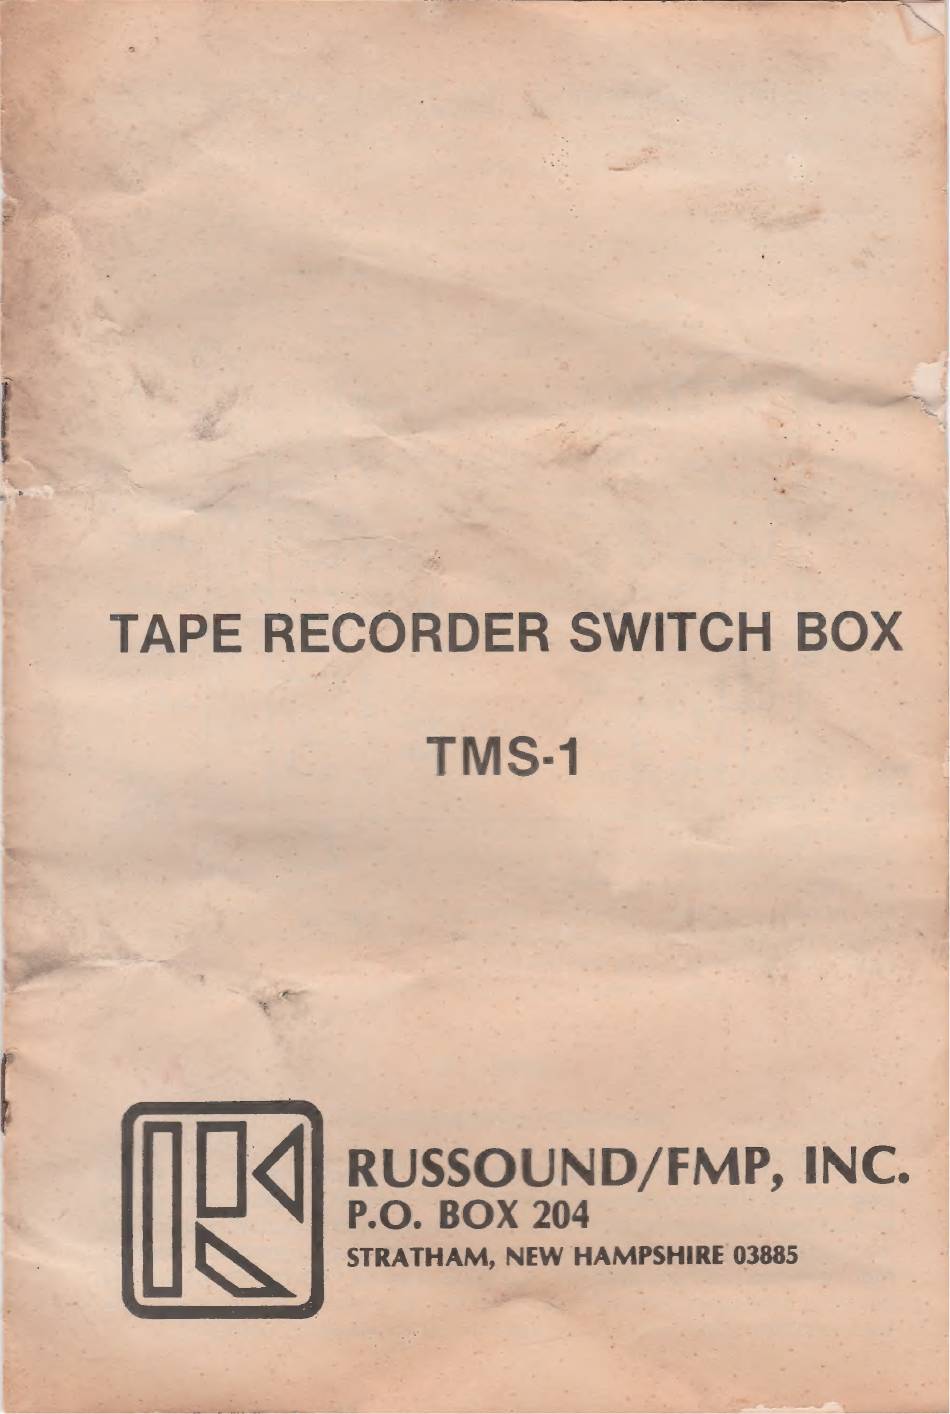 TAPE RECORDER SWITCH BOX
TMS-1
RUSSOUND/FMP, INC.
P.O. BOX 204
STRATHAM, NEW HAMPSHIRE 03885